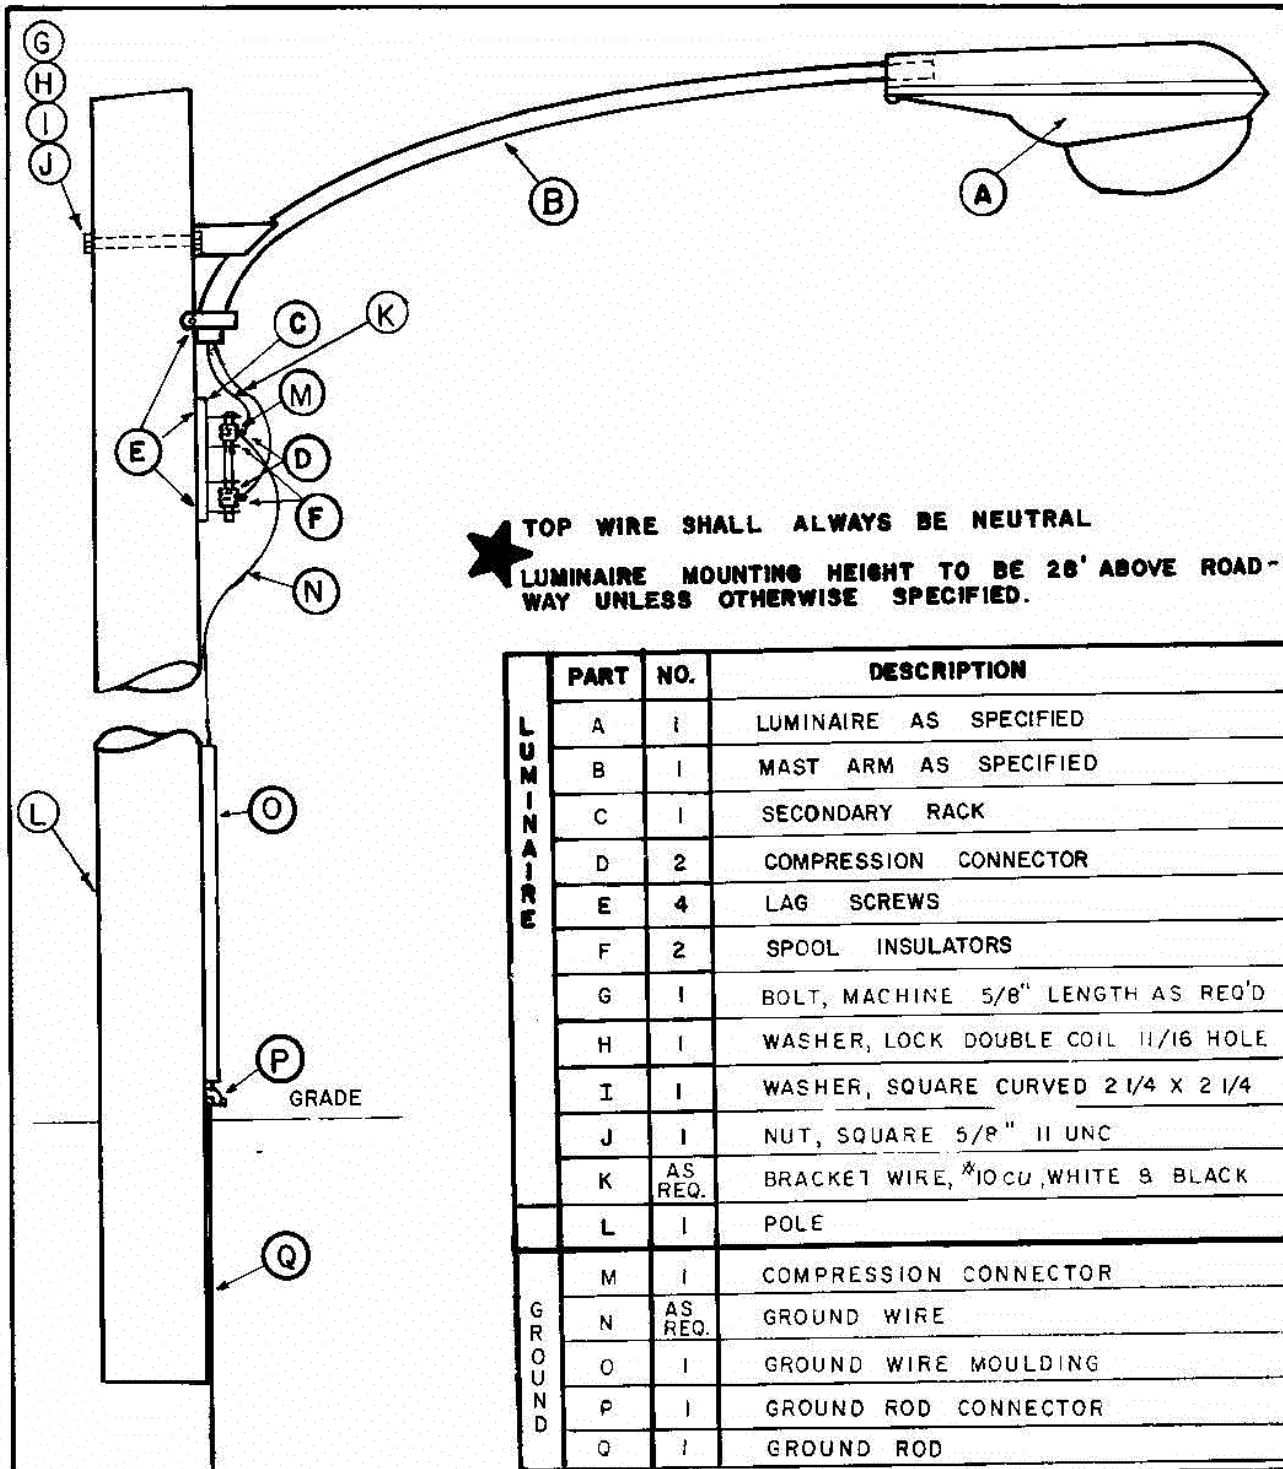 G
H
I
J
B
A
C
K
M
E
D
F
N
TOP WIRE SHALL ALWAYS BE NEUTRAL
LUMINAIRE MOUNTING HEIGHT TO BE 28' ABOVE ROAD-
WAY UNLESS OTHERWISE SPECIFIED.
L
O
P
GRADE
Q
PART NO. DESCRIPTION
LUMINAIRE
A 1 LUMINAIRE AS SPECIFIED
B 1 MAST ARM AS SPECIFIED
C 1 SECONDARY RACK
D 2 COMPRESSION CONNECTOR
E 4 LAG SCREWS
F 2 SPOOL INSULATORS
G 1 BOLT, MACHINE 5/8" LENGTH AS REQ'D
H 1 WASHER, LOCK DOUBLE COIL 11/16 HOLE
I 1 WASHER, SQUARE CURVED 2 1/4 X 2 1/4
J 1 NUT, SQUARE 5/8" 11 UNC
K AS REQ. BRACKET WIRE, #10 CU, WHITE & BLACK
L 1 POLE
GROUND
M 1 COMPRESSION CONNECTOR
N AS REQ. GROUND WIRE
O 1 GROUND WIRE MOULDING
P 1 GROUND ROD CONNECTOR
Q 1 GROUND ROD